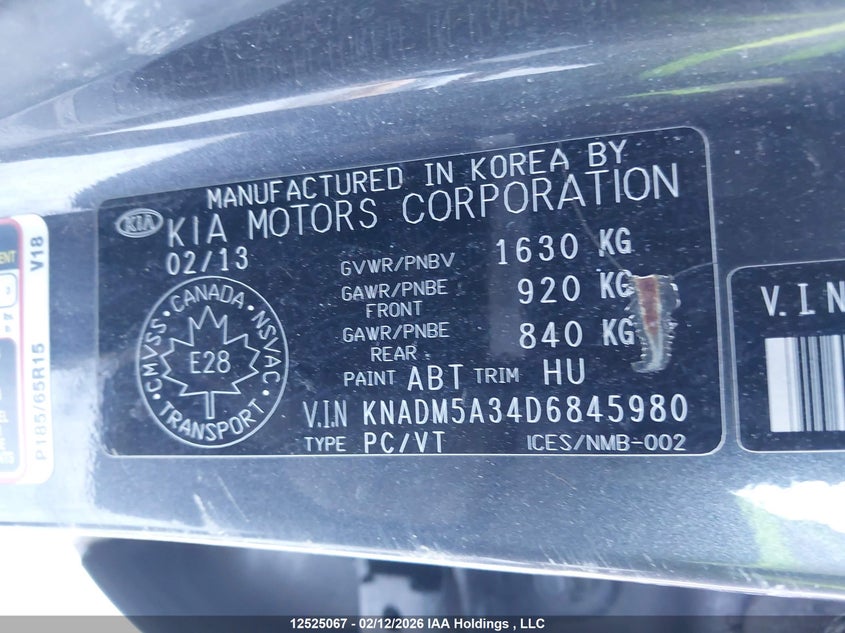 MANUFACTURED IN KOREA BY
KIA KIA MOTORS CORPORATION
02/13
GVWR/PNBV 1630 KG
GAWR/PNBE FRONT 920 KG
GAWR/PNBE REAR 840 KG
PAINT ABT TRIM HU
V.I.N KNADM5A34D6845980
TYPE PC/VT ICES/NMB-002
CMVSS · CANADA · NSVAC
E28
TRANSPORT
V18
P185/65R15
V.I.N
12525067 - 02/12/2026 IAA Holdings , LLC